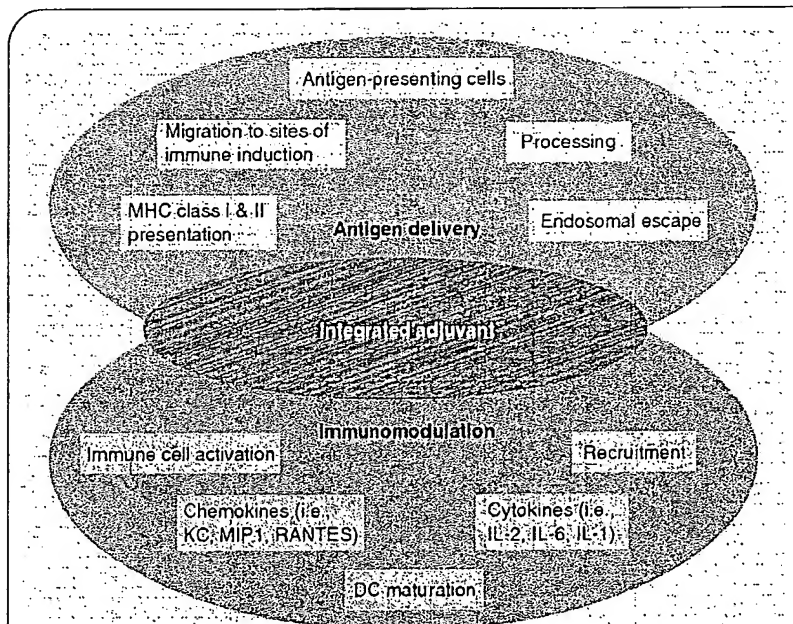 Antigen-presenting cells
Migration to sites of
immune induction
Processing
MHC class I & II
presentation
Antigen delivery
Endosomal escape
Integrated adjuvant
Immunomodulation
Immune cell activation
Recruitment
Chemokines (i.e.
KC, MIP1, RANTES)
Cytokines (i.e.,
IL-2, IL-6, IL-1)
DC maturation